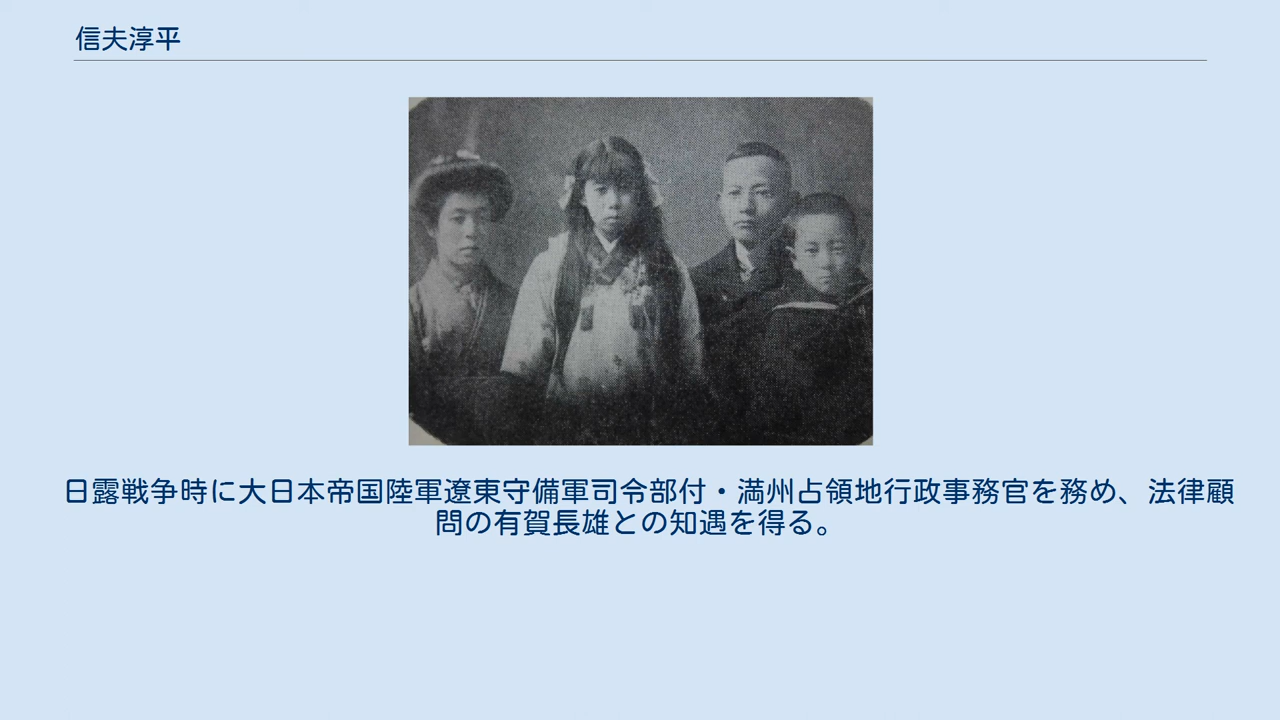 信夫淳平
日露戦争時に大日本帝国陸軍遼東守備軍司令部付・満州占領地行政事務官を務め、法律顧
問の有賀長雄との知遇を得る。